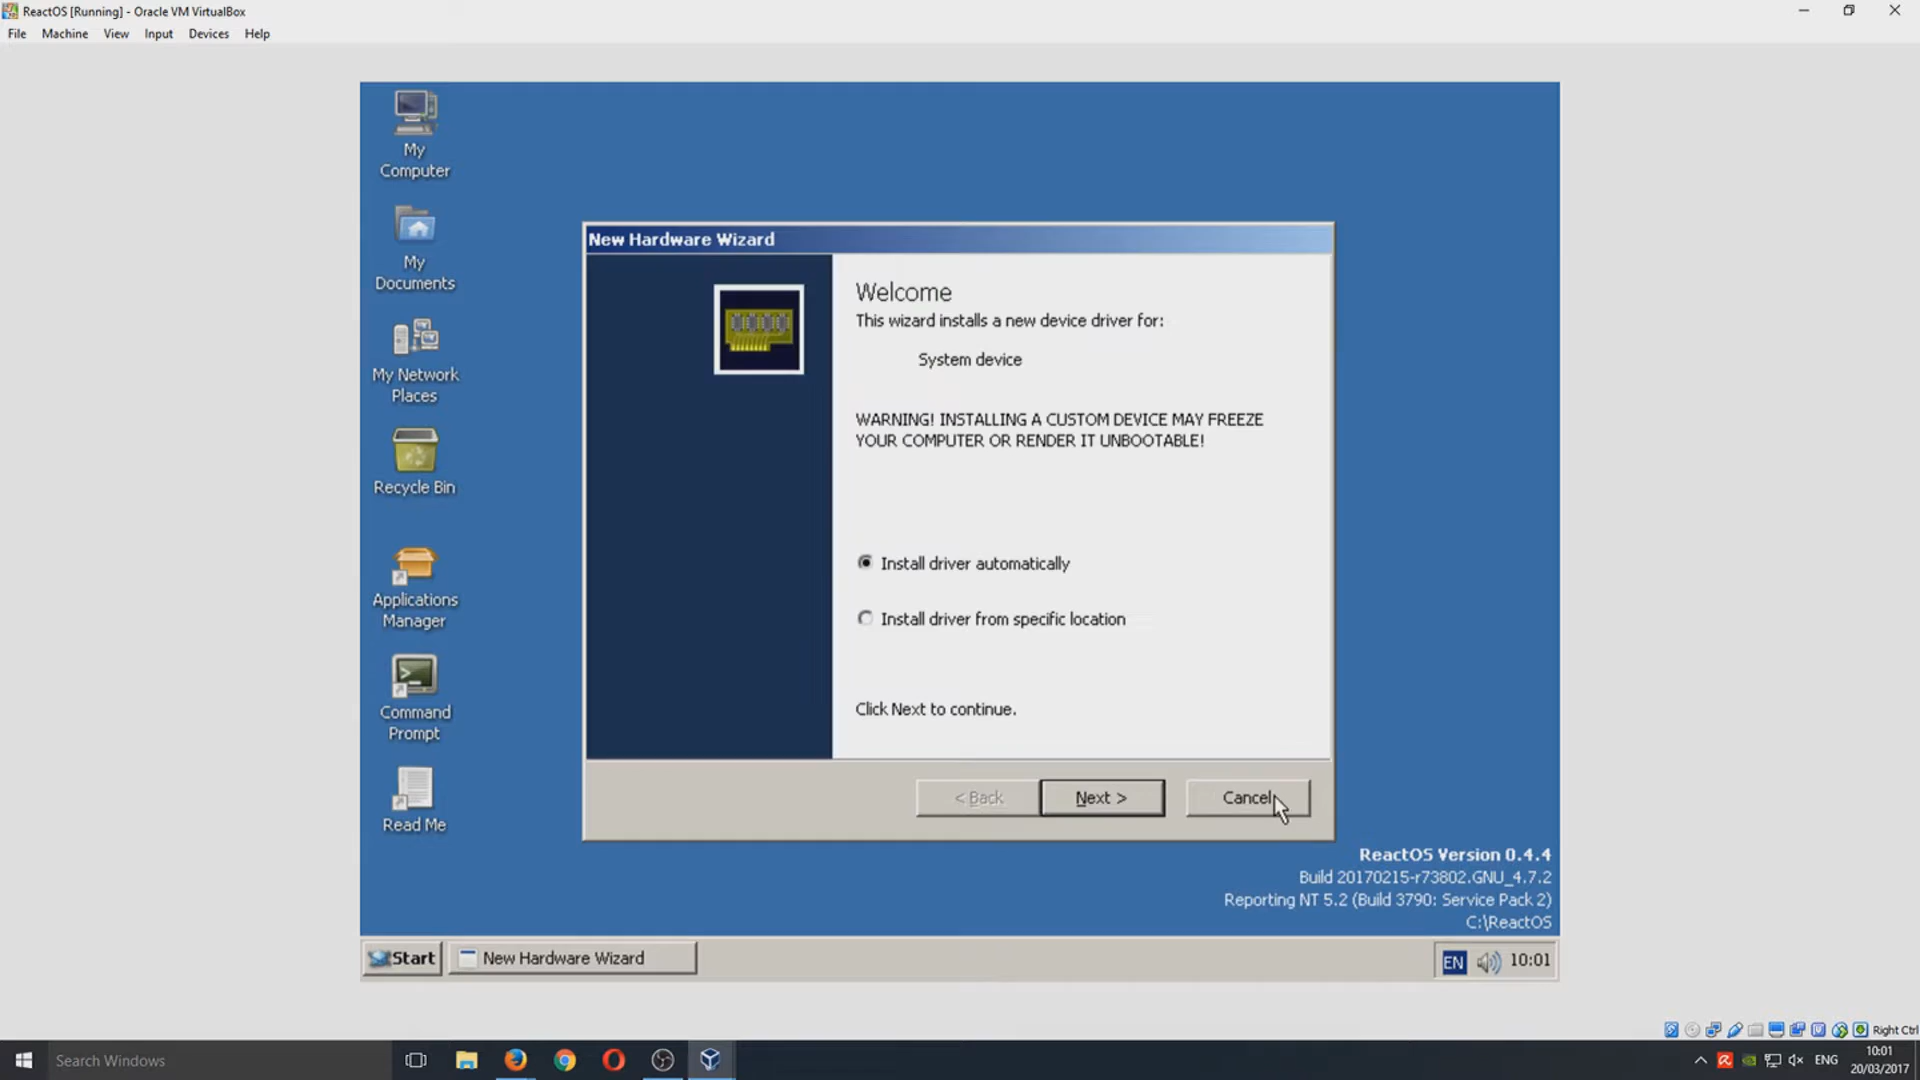 ReactOS [Running] - Oracle VM VirtualBox
File Machine View Input Devices Help
My
Computer
My
Documents
My Network
Places
Recycle Bin
Applications
Manager
Command
Prompt
Read Me
New Hardware Wizard
Welcome
This wizard installs a new device driver for:
System device
WARNING! INSTALLING A CUSTOM DEVICE MAY FREEZE
YOUR COMPUTER OR RENDER IT UNBOOTABLE!
Install driver automatically
Install driver from specific location
Click Next to continue.
< Back Next > Cancel
ReactOS Version 0.4.4
Build 20170215-r73802.GNU_4.7.2
Reporting NT 5.2 (Build 3790: Service Pack 2)
C:\ReactOS
Start New Hardware Wizard EN 10:01
Right Ctrl
Search Windows ENG 10:01
20/03/2017